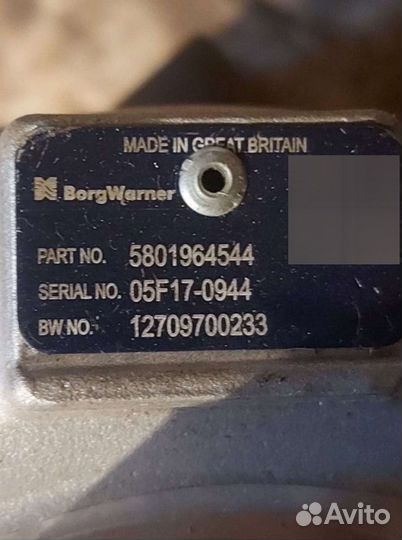 MADE IN GREAT BRITAIN
BorgWarner
PART NO. 5801964544
SERIAL NO. 05F17-0944
BW NO. 12709700233
Avito